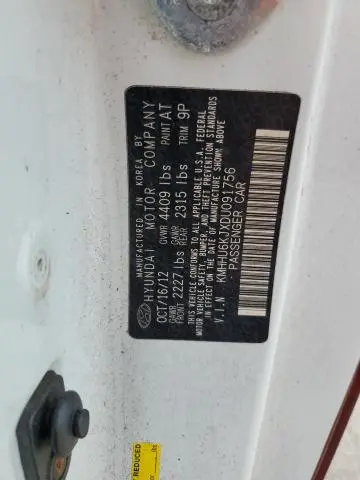 MANUFACTURED IN KOREA BY
HYUNDAI MOTOR COMPANY
OCT/16/12 GVWR 4409 lbs PAINT AT
GAWR FRONT 2227 lbs GAWR REAR 2315 lbs TRIM 9P
THIS VEHICLE CONFORMS TO ALL APPLICABLE U.S.A. FEDERAL
MOTOR VEHICLE SAFETY, BUMPER, AND THEFT PREVENTION STANDARDS
IN EFFECT ON THE DATE OF MANUFACTURE SHOWN ABOVE
V.I.N
PASSENGER CAR
REDUCED
lbs